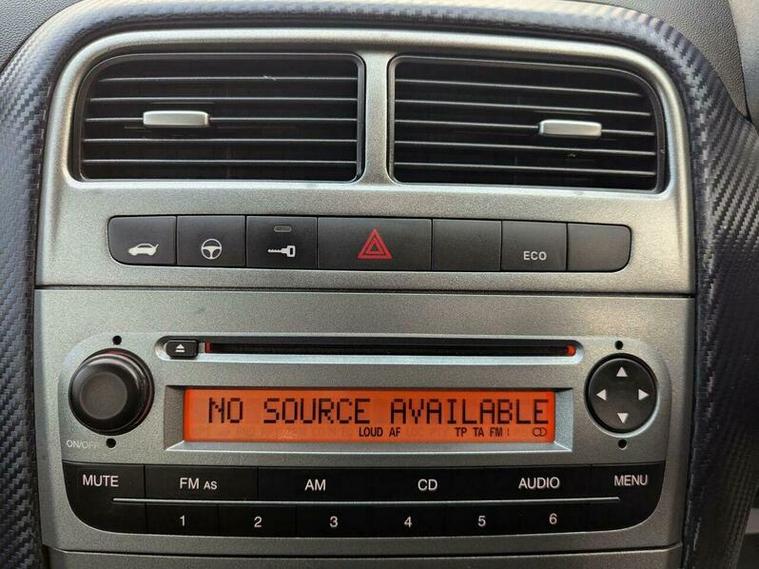 ECO
NO SOURCE AVAILABLE
LOUD AF TP TA FM I
ON/OFF
MUTE FM AS AM CD AUDIO MENU
1 2 3 4 5 6